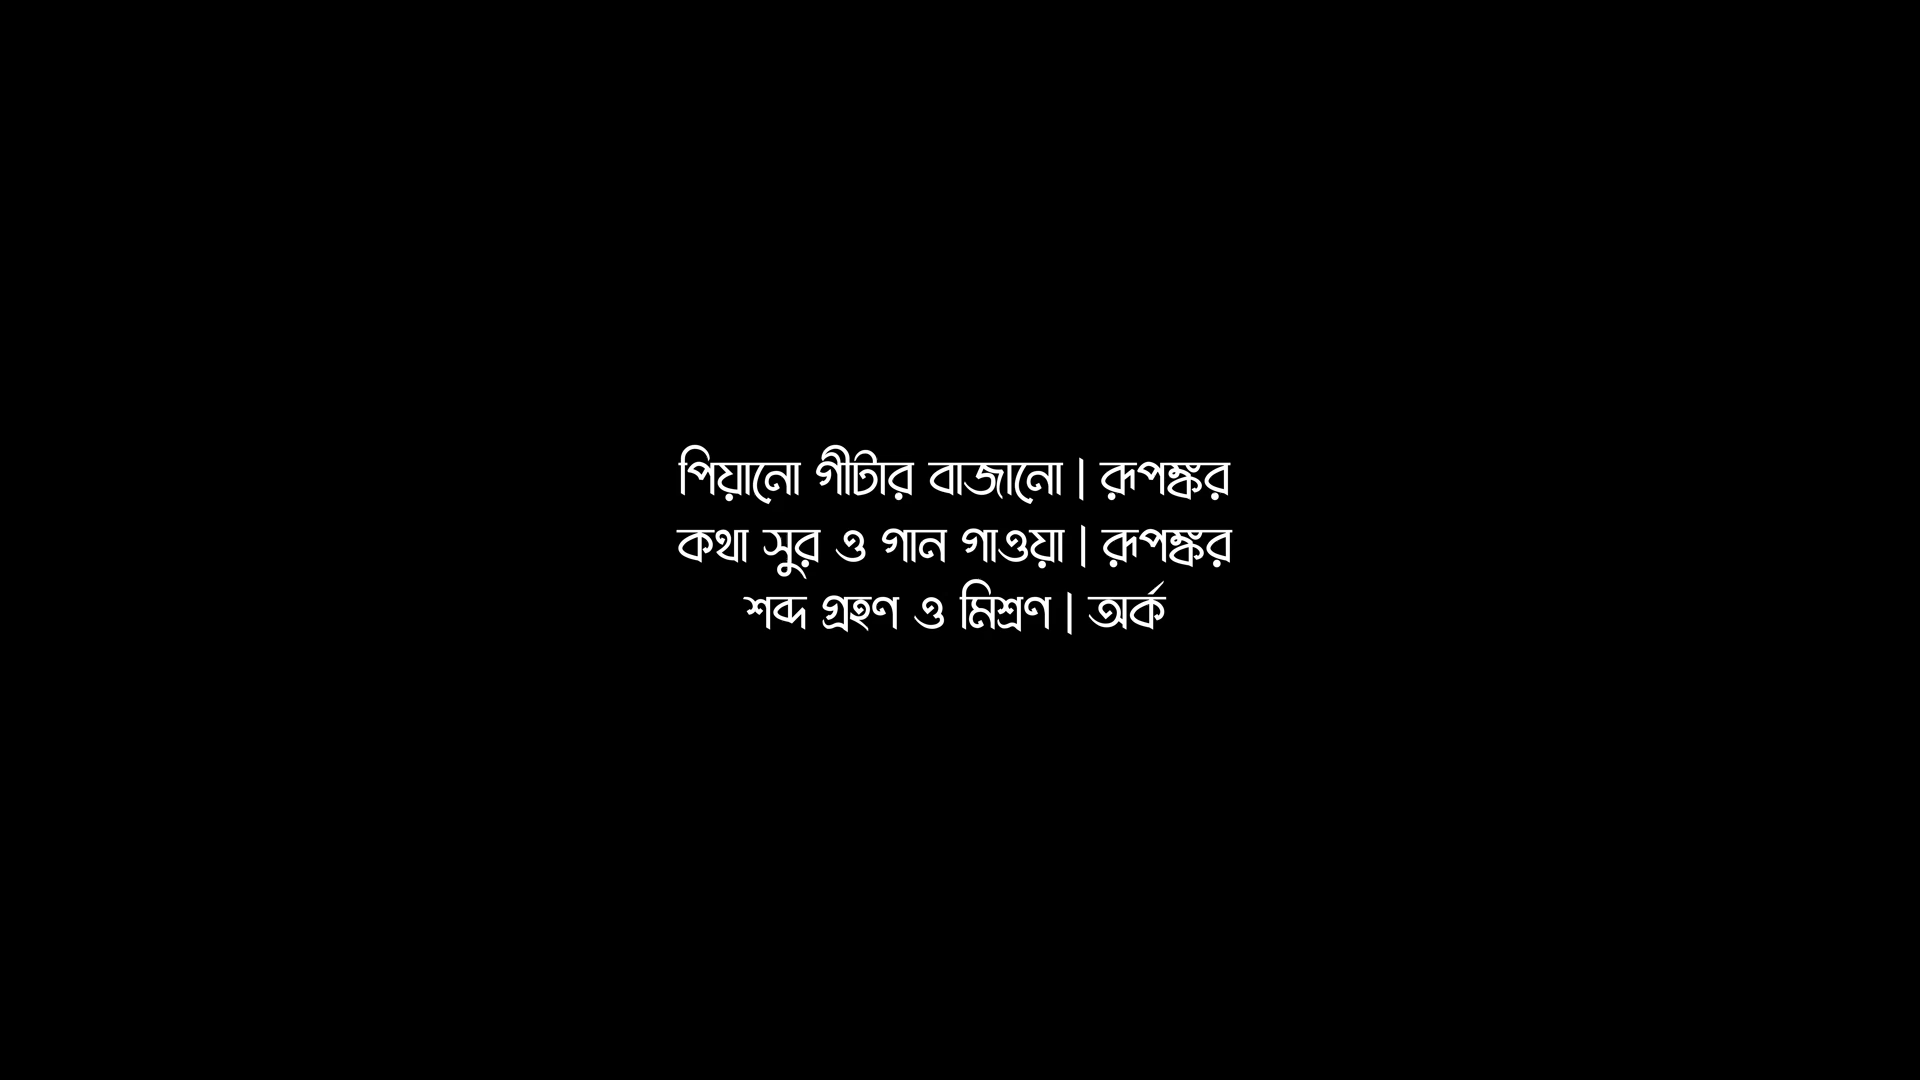 পিয়ানো গীটার বাজানো | রূপঙ্কর
কথা সুর ও গান গাওয়া | রূপঙ্কর
শব্দ গ্রহণ ও মিশ্রণ | অর্ক